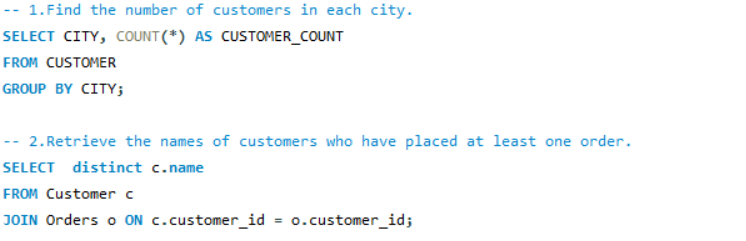 -- 1.Find the number of customers in each city.
SELECT CITY, COUNT(*) AS CUSTOMER_COUNT
FROM CUSTOMER
GROUP BY CITY;
-- 2.Retrieve the names of customers who have placed at least one order.
SELECT  distinct c.name
FROM Customer c
JOIN Orders o ON c.customer_id = o.customer_id;